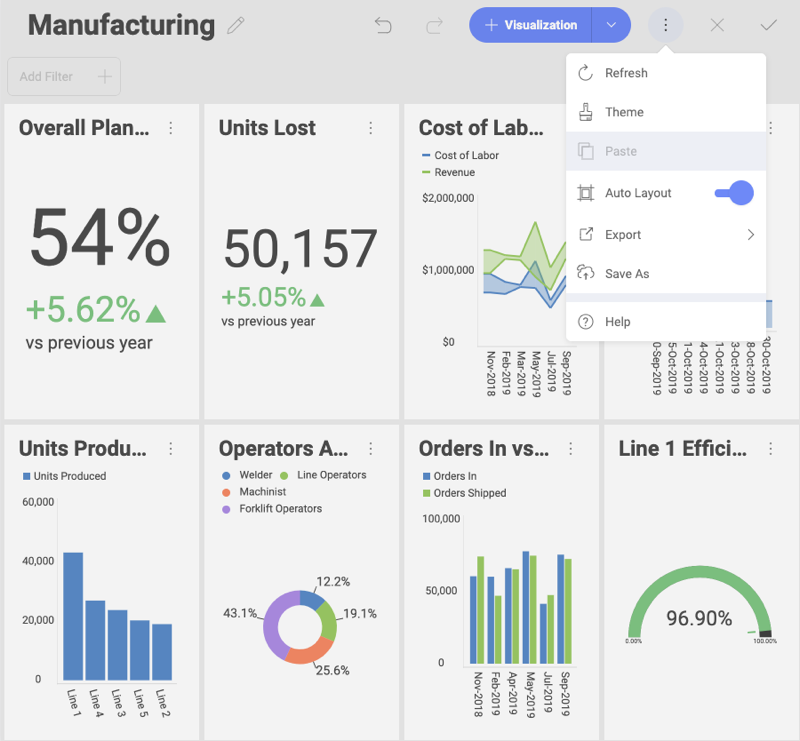 Manufacturing
Visualization
Add Filter
Refresh
Theme
Paste
Auto Layout
Export
Save As
Help
Overall Plan...
54%
+5.62%
vs previous year
Units Lost
50,157
+5.05%
vs previous year
Cost of Lab...
Cost of Labor
Revenue
$2,000,000
$1,000,000
$0
Nov-2018
Feb-2019
Mar-2019
May-2019
Jul-2019
Sep-2019
0-Sep-2019
5-Oct-2019
1-Oct-2019
4-Oct-2019
1-Oct-2019
3-Oct-2019
8-Oct-2019
30-Oct-2019
Units Produ...
Units Produced
60,000
40,000
20,000
0
Line 1
Line 4
Line 3
Line 5
Line 2
Operators A...
Welder
Line Operators
Machinist
Forklift Operators
12.2%
43.1%
19.1%
25.6%
Orders In vs...
Orders In
Orders Shipped
100,000
50,000
0
Nov-2018
Feb-2019
Apr-2019
May-2019
Jul-2019
Sep-2019
Line 1 Effici...
96.90%
0.00%
100.00%